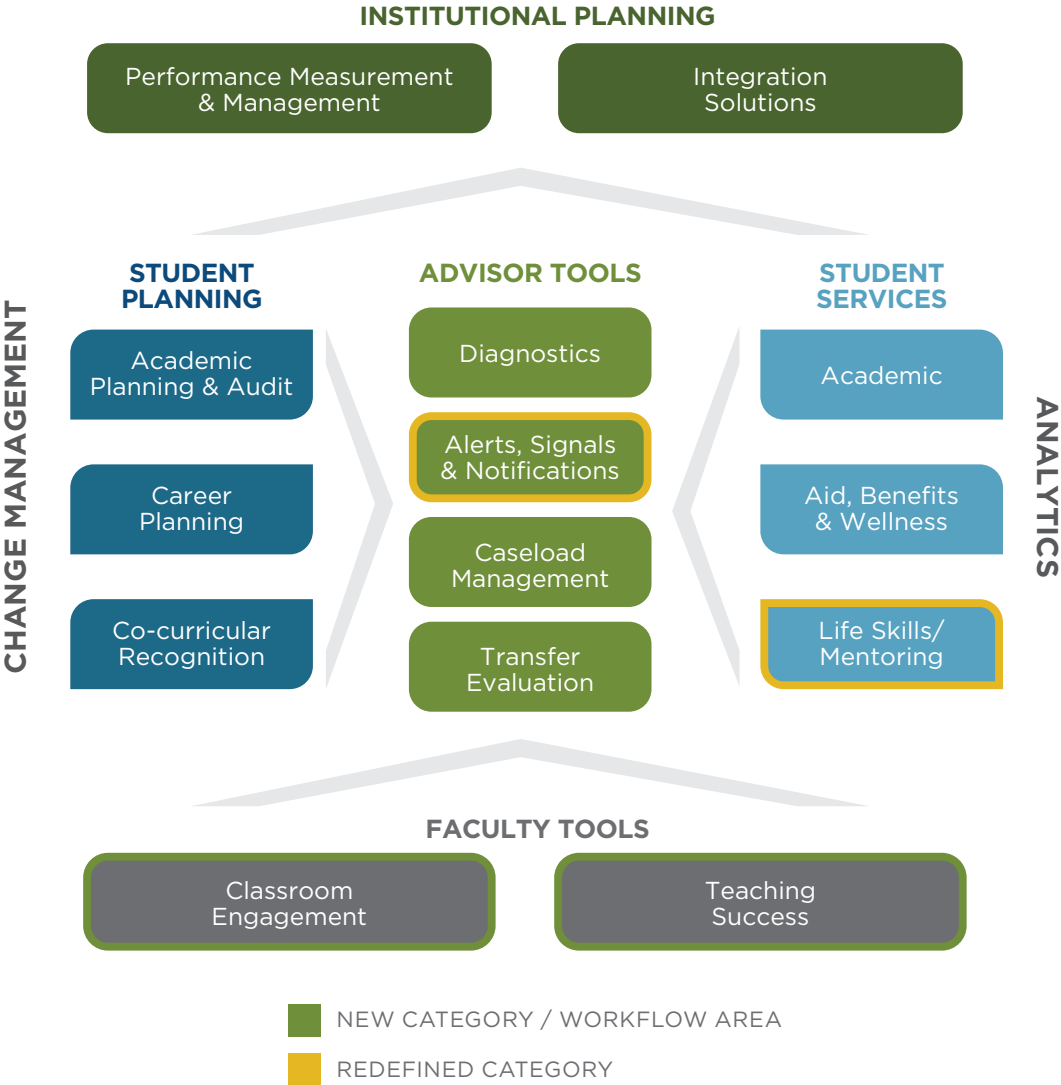 INSTITUTIONAL PLANNING
Performance Measurement
& Management
Integration
Solutions
CHANGE MANAGEMENT
STUDENT
PLANNING
Academic
Planning & Audit
Career
Planning
Co-curricular
Recognition
ADVISOR TOOLS
Diagnostics
Alerts, Signals
& Notifications
Caseload
Management
Transfer
Evaluation
STUDENT
SERVICES
Academic
Aid, Benefits
& Wellness
Life Skills/
Mentoring
ANALYTICS
FACULTY TOOLS
Classroom
Engagement
Teaching
Success
NEW CATEGORY / WORKFLOW AREA
REDEFINED CATEGORY